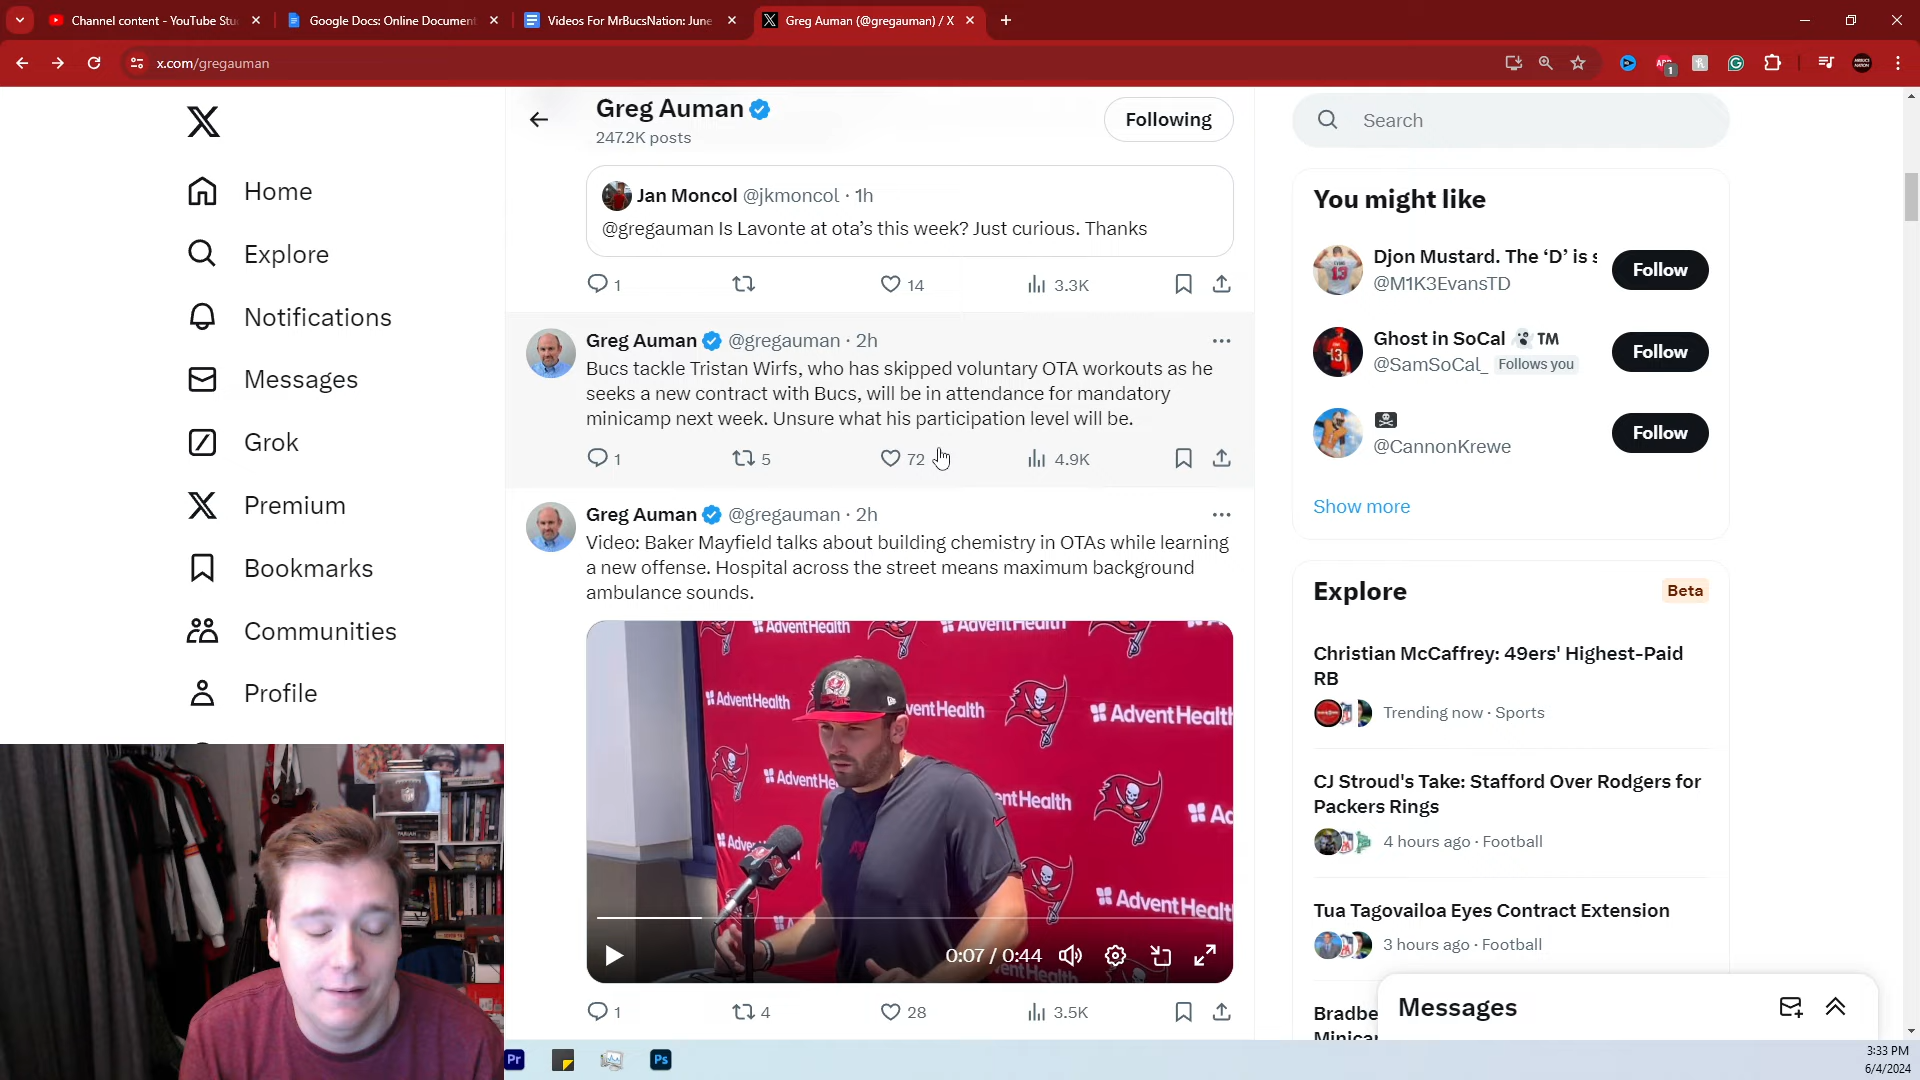 Channel content - YouTube Stu
Google Docs: Online Document
Videos For MrBucsNation: June
Greg Auman (@gregauman) / X
x.com/gregauman
1
Greg Auman
247.2K posts
Following
Search
Home
Explore
Notifications
Messages
Grok
Premium
Bookmarks
Communities
Profile
Jan Moncol @jkmoncol · 1h
@gregauman Is Lavonte at ota's this week? Just curious. Thanks
1
14
3.3K
Greg Auman @gregauman · 2h
Bucs tackle Tristan Wirfs, who has skipped voluntary OTA workouts as he
seeks a new contract with Bucs, will be in attendance for mandatory
minicamp next week. Unsure what his participation level will be.
1
5
72
4.9K
Greg Auman @gregauman · 2h
Video: Baker Mayfield talks about building chemistry in OTAs while learning
a new offense. Hospital across the street means maximum background
ambulance sounds.
AdventHealth
AdventHealth
AdventHealth
AdventHealth
0:07 / 0:44
1
4
28
3.5K
You might like
Djon Mustard. The 'D' is s
@M1K3EvansTD
Follow
Ghost in SoCal 👻™
@SamSoCal_ Follows you
Follow
@CannonKrewe
Follow
Show more
Explore
Beta
Christian McCaffrey: 49ers' Highest-Paid
RB
Trending now · Sports
CJ Stroud's Take: Stafford Over Rodgers for
Packers Rings
4 hours ago · Football
Tua Tagovailoa Eyes Contract Extension
3 hours ago · Football
Bradbe
Minicar
Messages
Pr
Ps
3:33 PM
6/4/2024